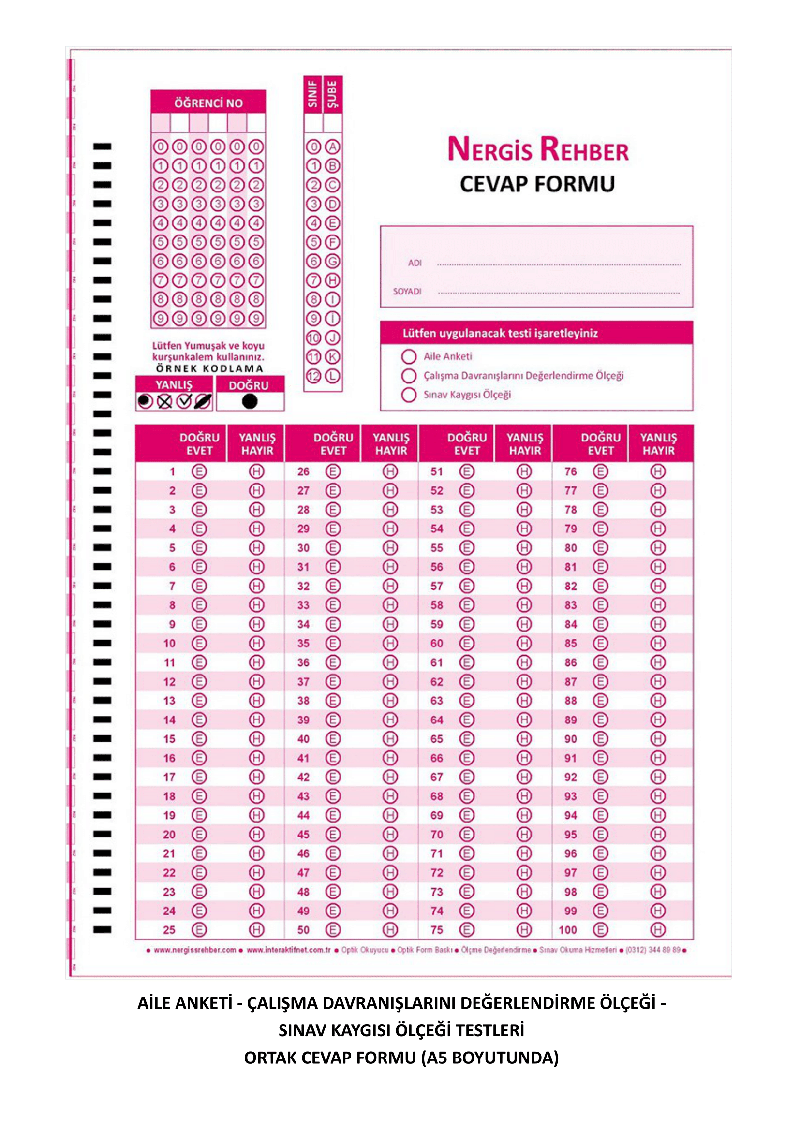 ÖĞRENCİ NO
SINIF ŞUBE
0 0 0 0 0 0 0 A
1 1 1 1 1 1 1 B
2 2 2 2 2 2 2 C
3 3 3 3 3 3 3 D
4 4 4 4 4 4 4 E
5 5 5 5 5 5 5 F
6 6 6 6 6 6 6 G
7 7 7 7 7 7 7 H
8 8 8 8 8 8 8 I
9 9 9 9 9 9 9 I
10 J
11 K
12 L
Lütfen Yumuşak ve koyu
kurşunkalem kullanınız.
ÖRNEK KODLAMA
YANLIŞ DOĞRU
NERGİS REHBER
CEVAP FORMU
ADI
SOYADI
Lütfen uygulanacak testi işaretleyiniz
Aile Anketi
Çalışma Davranışlarını Değerlendirme Ölçeği
Sınav Kaygısı Ölçeği
DOĞRU YANLIŞ DOĞRU YANLIŞ DOĞRU YANLIŞ DOĞRU YANLIŞ
EVET HAYIR EVET HAYIR EVET HAYIR EVET HAYIR
1 E H 26 E H 51 E H 76 E H
2 E H 27 E H 52 E H 77 E H
3 E H 28 E H 53 E H 78 E H
4 E H 29 E H 54 E H 79 E H
5 E H 30 E H 55 E H 80 E H
6 E H 31 E H 56 E H 81 E H
7 E H 32 E H 57 E H 82 E H
8 E H 33 E H 58 E H 83 E H
9 E H 34 E H 59 E H 84 E H
10 E H 35 E H 60 E H 85 E H
11 E H 36 E H 61 E H 86 E H
12 E H 37 E H 62 E H 87 E H
13 E H 38 E H 63 E H 88 E H
14 E H 39 E H 64 E H 89 E H
15 E H 40 E H 65 E H 90 E H
16 E H 41 E H 66 E H 91 E H
17 E H 42 E H 67 E H 92 E H
18 E H 43 E H 68 E H 93 E H
19 E H 44 E H 69 E H 94 E H
20 E H 45 E H 70 E H 95 E H
21 E H 46 E H 71 E H 96 E H
22 E H 47 E H 72 E H 97 E H
23 E H 48 E H 73 E H 98 E H
24 E H 49 E H 74 E H 99 E H
25 E H 50 E H 75 E H 100 E H
● www.nergissrehber.com ● www.interaktifnet.com.tr ● Optik Okuyucu ● Optik Form Baskı ● Ölçme Değerlendirme ● Sınav Okuma Hizmetleri ● (0312) 344 89 89 ●
AİLE ANKETİ - ÇALIŞMA DAVRANIŞLARINI DEĞERLENDİRME ÖLÇEĞİ -
SINAV KAYGISI ÖLÇEĞİ TESTLERİ
ORTAK CEVAP FORMU (A5 BOYUTUNDA)